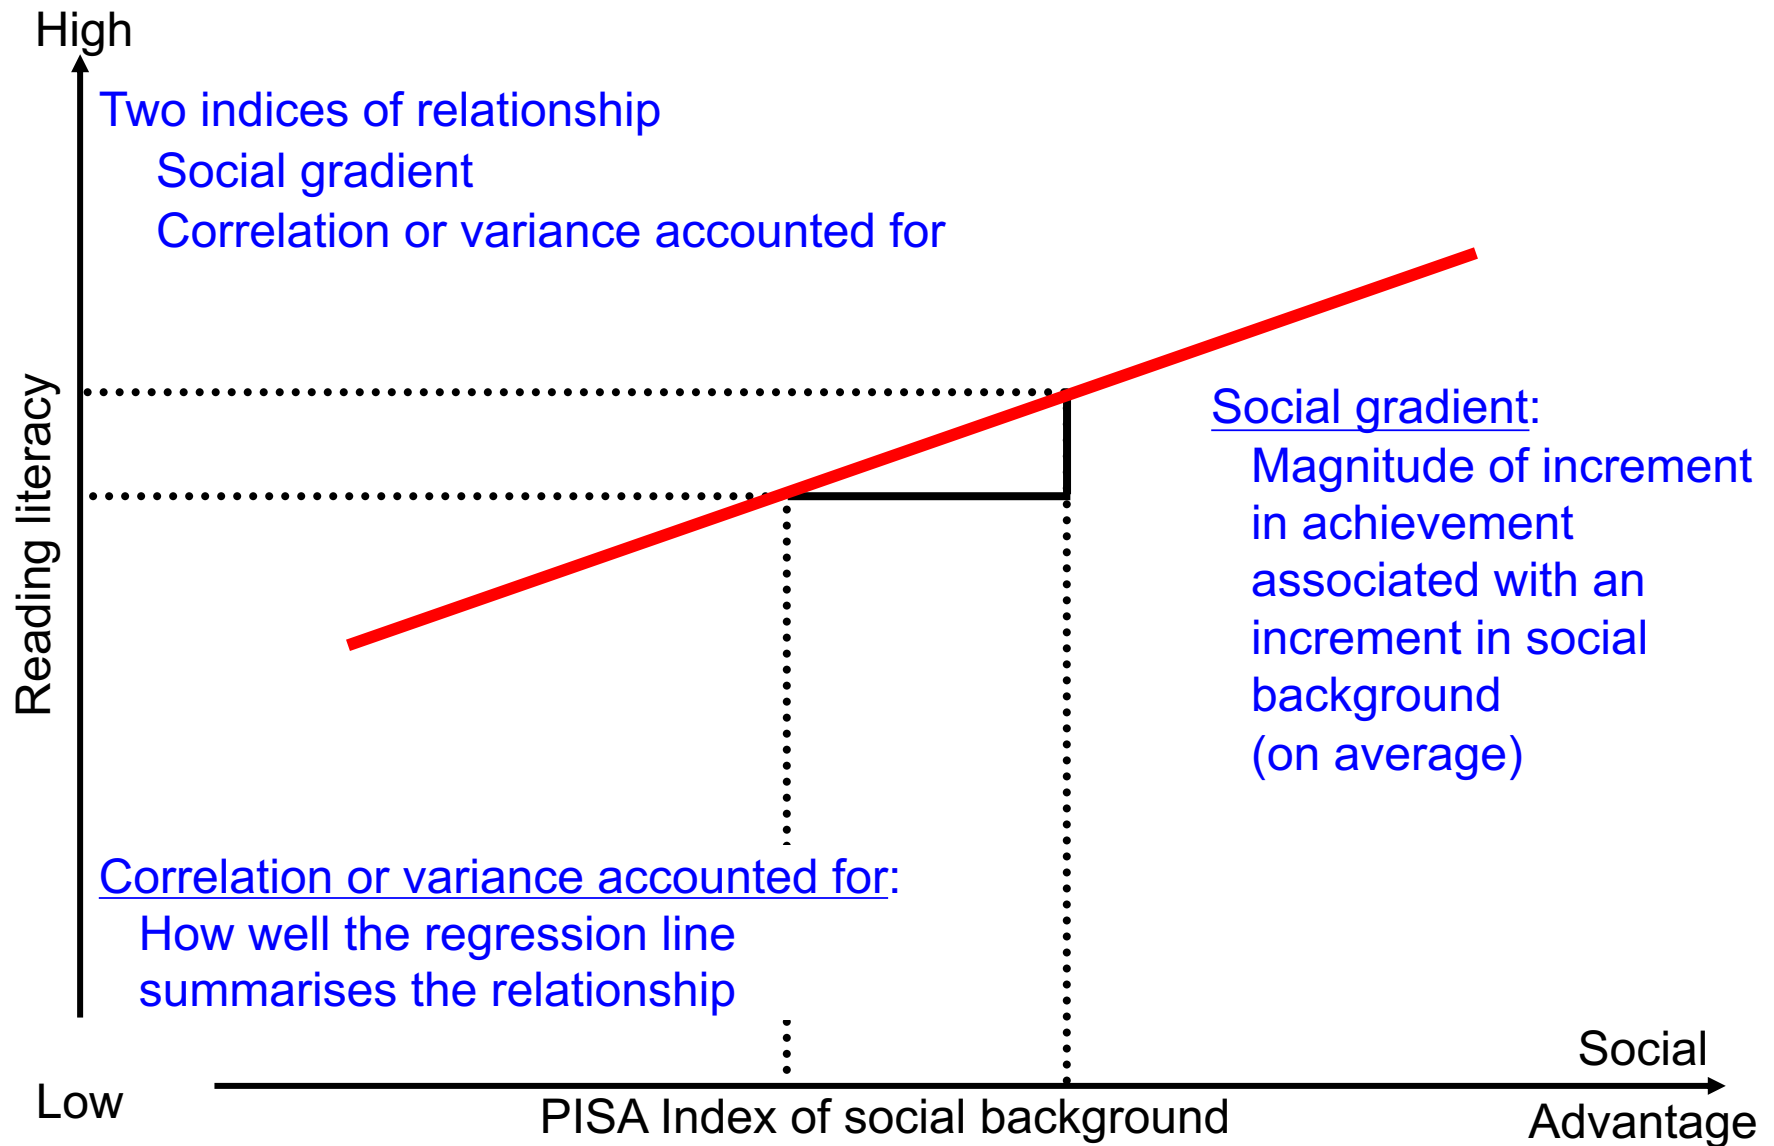 High
Two indices of relationship
Social gradient
Correlation or variance accounted for
Reading literacy
Social gradient:
Magnitude of increment
in achievement
associated with an
increment in social
background
(on average)
Correlation or variance accounted for:
How well the regression line
summarises the relationship
Low
PISA Index of social background
Social
Advantage